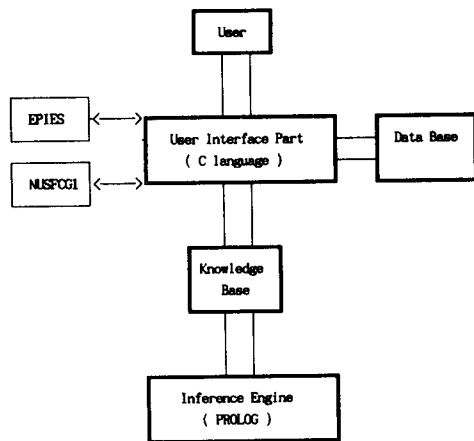 User
EPIES
User Interface Part
( C language )
Data Base
NUSFCG1
Knowledge
Base
Inference Engine
( PROLOG )